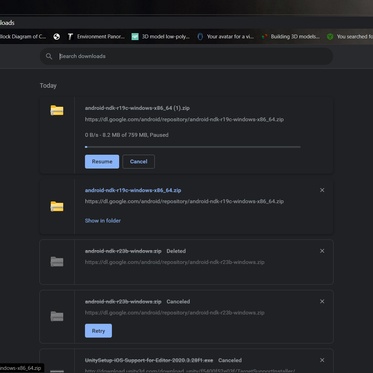 loads
lock Diagram of C...
Environment Panor...
3D model low-poly...
Your avatar for a vi...
Building 3D models...
You searched fo
Search downloads
Today
android-ndk-r19c-windows-x86_64 (1).zip
https://dl.google.com/android/repository/android-ndk-r19c-windows-x86_64.zip
0 B/s - 8.2 MB of 759 MB, Paused
Resume
Cancel
android-ndk-r19c-windows-x86_64.zip
https://dl.google.com/android/repository/android-ndk-r19c-windows-x86_64.zip
Show in folder
android-ndk-r23b-windows.zip Deleted
https://dl.google.com/android/repository/android-ndk-r23b-windows.zip
android-ndk-r23b-windows.zip Canceled
https://dl.google.com/android/repository/android-ndk-r23b-windows.zip
Retry
UnitySetup-iOS-Support-for-Editor-2020.3.28f1.exe Canceled
ndows-x86_64.zip